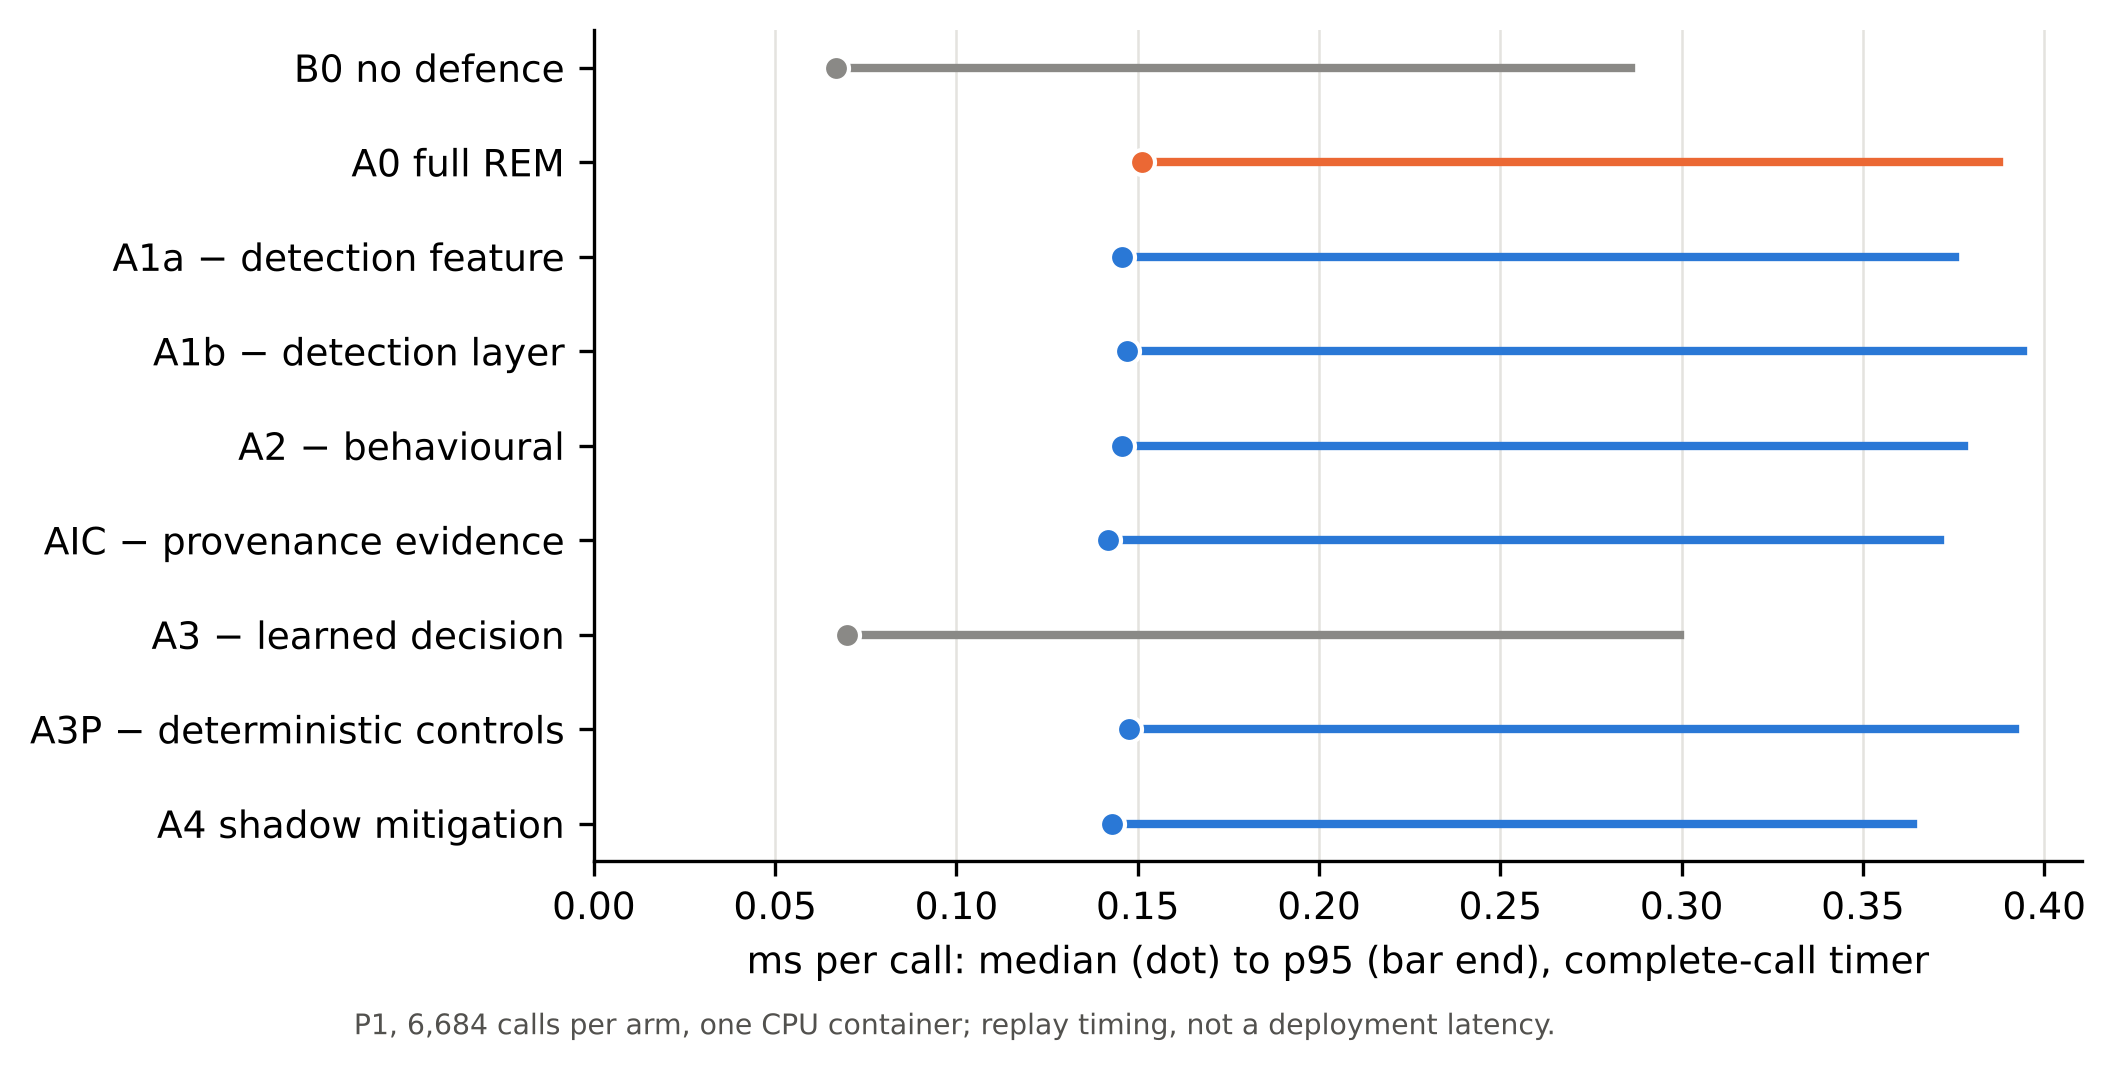 B0 no defence
A0 full REM
A1a − detection feature
A1b − detection layer
A2 − behavioural
AIC − provenance evidence
A3 − learned decision
A3P − deterministic controls
A4 shadow mitigation
0.00 0.05 0.10 0.15 0.20 0.25 0.30 0.35 0.40
ms per call: median (dot) to p95 (bar end), complete-call timer
P1, 6,684 calls per arm, one CPU container; replay timing, not a deployment latency.